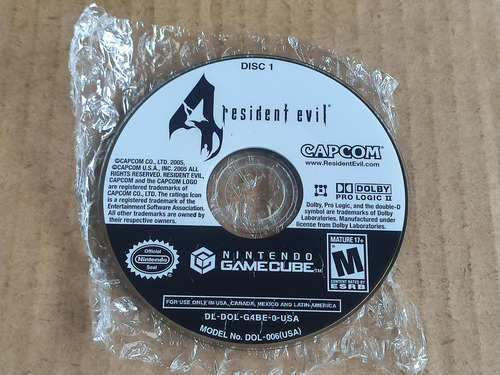 DISC 1
4 resident evil™
©CAPCOM CO., LTD. 2005,
©CAPCOM U.S.A., INC. 2005 ALL
RIGHTS RESERVED. RESIDENT EVIL,
CAPCOM and the CAPCOM LOGO
are registered trademarks of
CAPCOM CO., LTD. The ratings Icon
is a registered trademark of the
Entertainment Software Association.
All other trademarks are owned by
their respective owners.
CAPCOM®
www.ResidentEvil.com
DOLBY
PRO LOGIC II
Dolby, Pro Logic, and the double-D
symbol are trademarks of Dolby
Laboratories. Manufactured under
license from Dolby Laboratories.
Official
Nintendo
Seal
NINTENDO
GAMECUBE™
MATURE 17+
M
CONTENT RATED BY
ESRB
FOR USE ONLY IN USA, CANADA, MEXICO AND LATIN AMERICA
DL-DOL-G4BE-0-USA
MODEL No. DOL-006(USA)